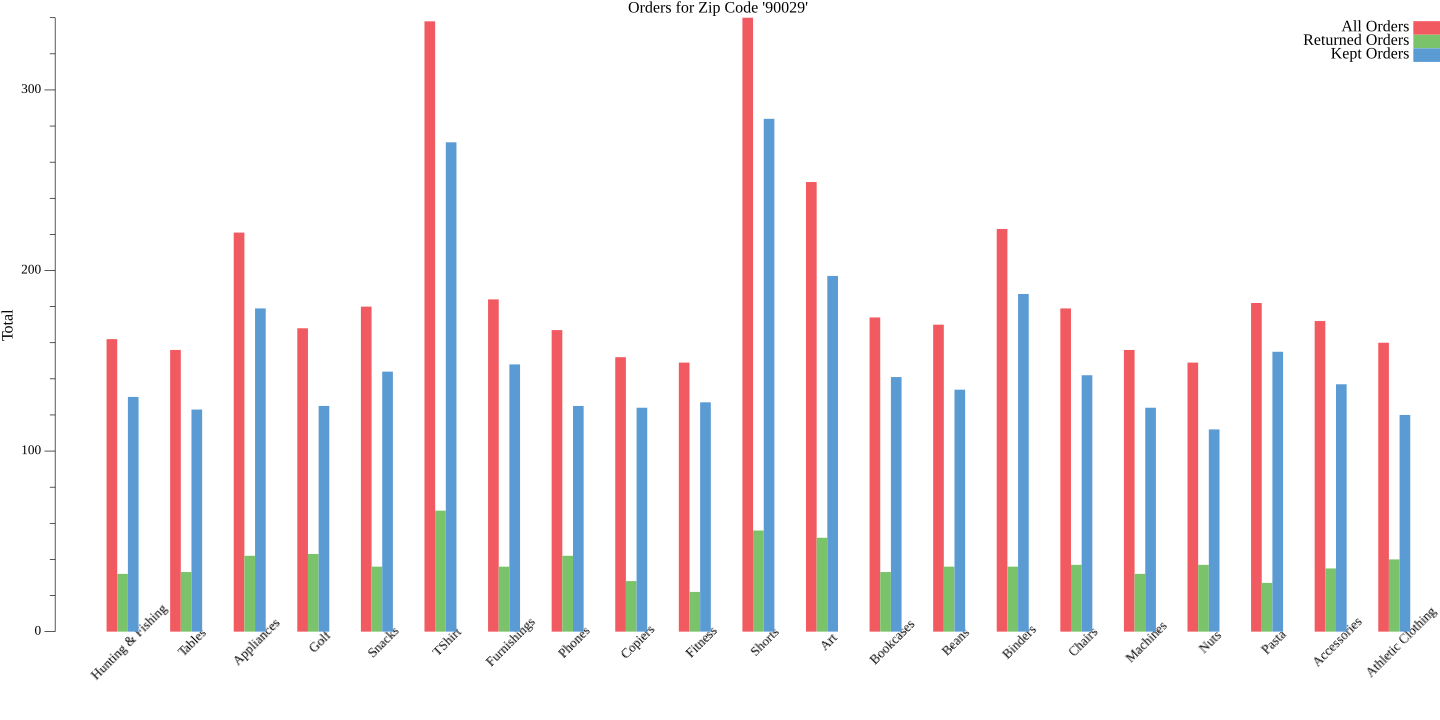 Orders for Zip Code '90029'
All Orders
Returned Orders
Kept Orders
Total
300
200
100
0
Hunting & Fishing
Tables
Appliances
Golf
Snacks
TShirt
Furnishings
Phones
Copiers
Fitness
Shorts
Art
Bookcases
Beans
Binders
Chairs
Machines
Nuts
Pasta
Accessories
Athletic Clothing